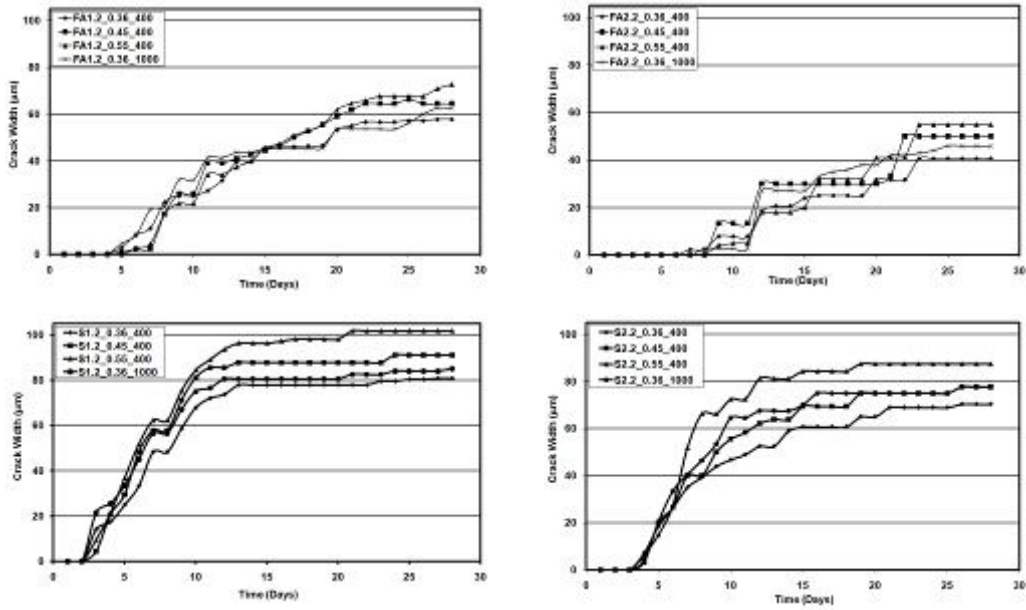 100
80
60
40
20
0
Crack Width (µm)
FA1.2_0.36_400
FA1.2_0.45_400
FA1.2_0.55_400
FA1.2_0.36_1000
0 5 10 15 20 25 30
Time (Days)
100
80
60
40
20
0
Crack Width (µm)
FA2.2_0.36_400
FA2.2_0.45_400
FA2.2_0.55_400
FA2.2_0.36_1000
0 5 10 15 20 25 30
Time (Days)
100
80
60
40
20
0
Crack Width (µm)
S1.2_0.36_400
S1.2_0.45_400
S1.2_0.55_400
S1.2_0.36_1000
0 5 10 15 20 25 30
Time (Days)
100
80
60
40
20
0
Crack Width (µm)
S2.2_0.36_400
S2.2_0.45_400
S2.2_0.55_400
S2.2_0.36_1000
0 5 10 15 20 25 30
Time (Days)